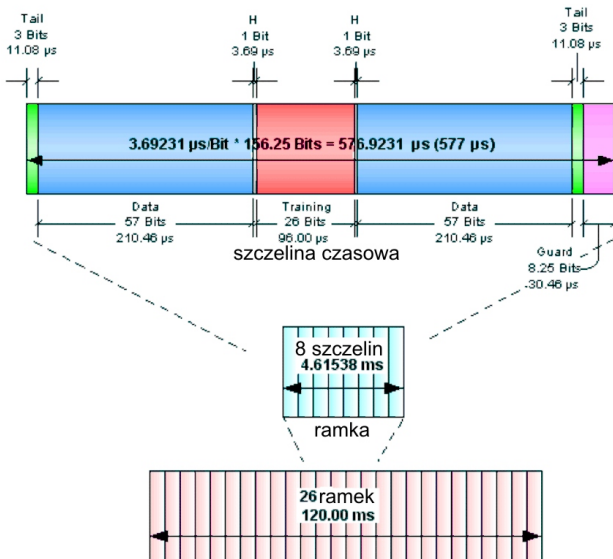 Tail
3 Bits
11.08 µs
H
1 Bit
3.69 µs
H
1 Bit
3.69 µs
Tail
3 Bits
11.08 µs
3.69231 µs/Bit * 156.25 Bits = 576.9231 µs (577 µs)
Data
57 Bits
210.46 µs
Training
26 Bits
96.00 µs
Data
57 Bits
210.46 µs
szczelina czasowa
Guard
8.25 Bits
30.46 µs
8 szczelin
4.61538 ms
ramka
26 ramek
120.00 ms